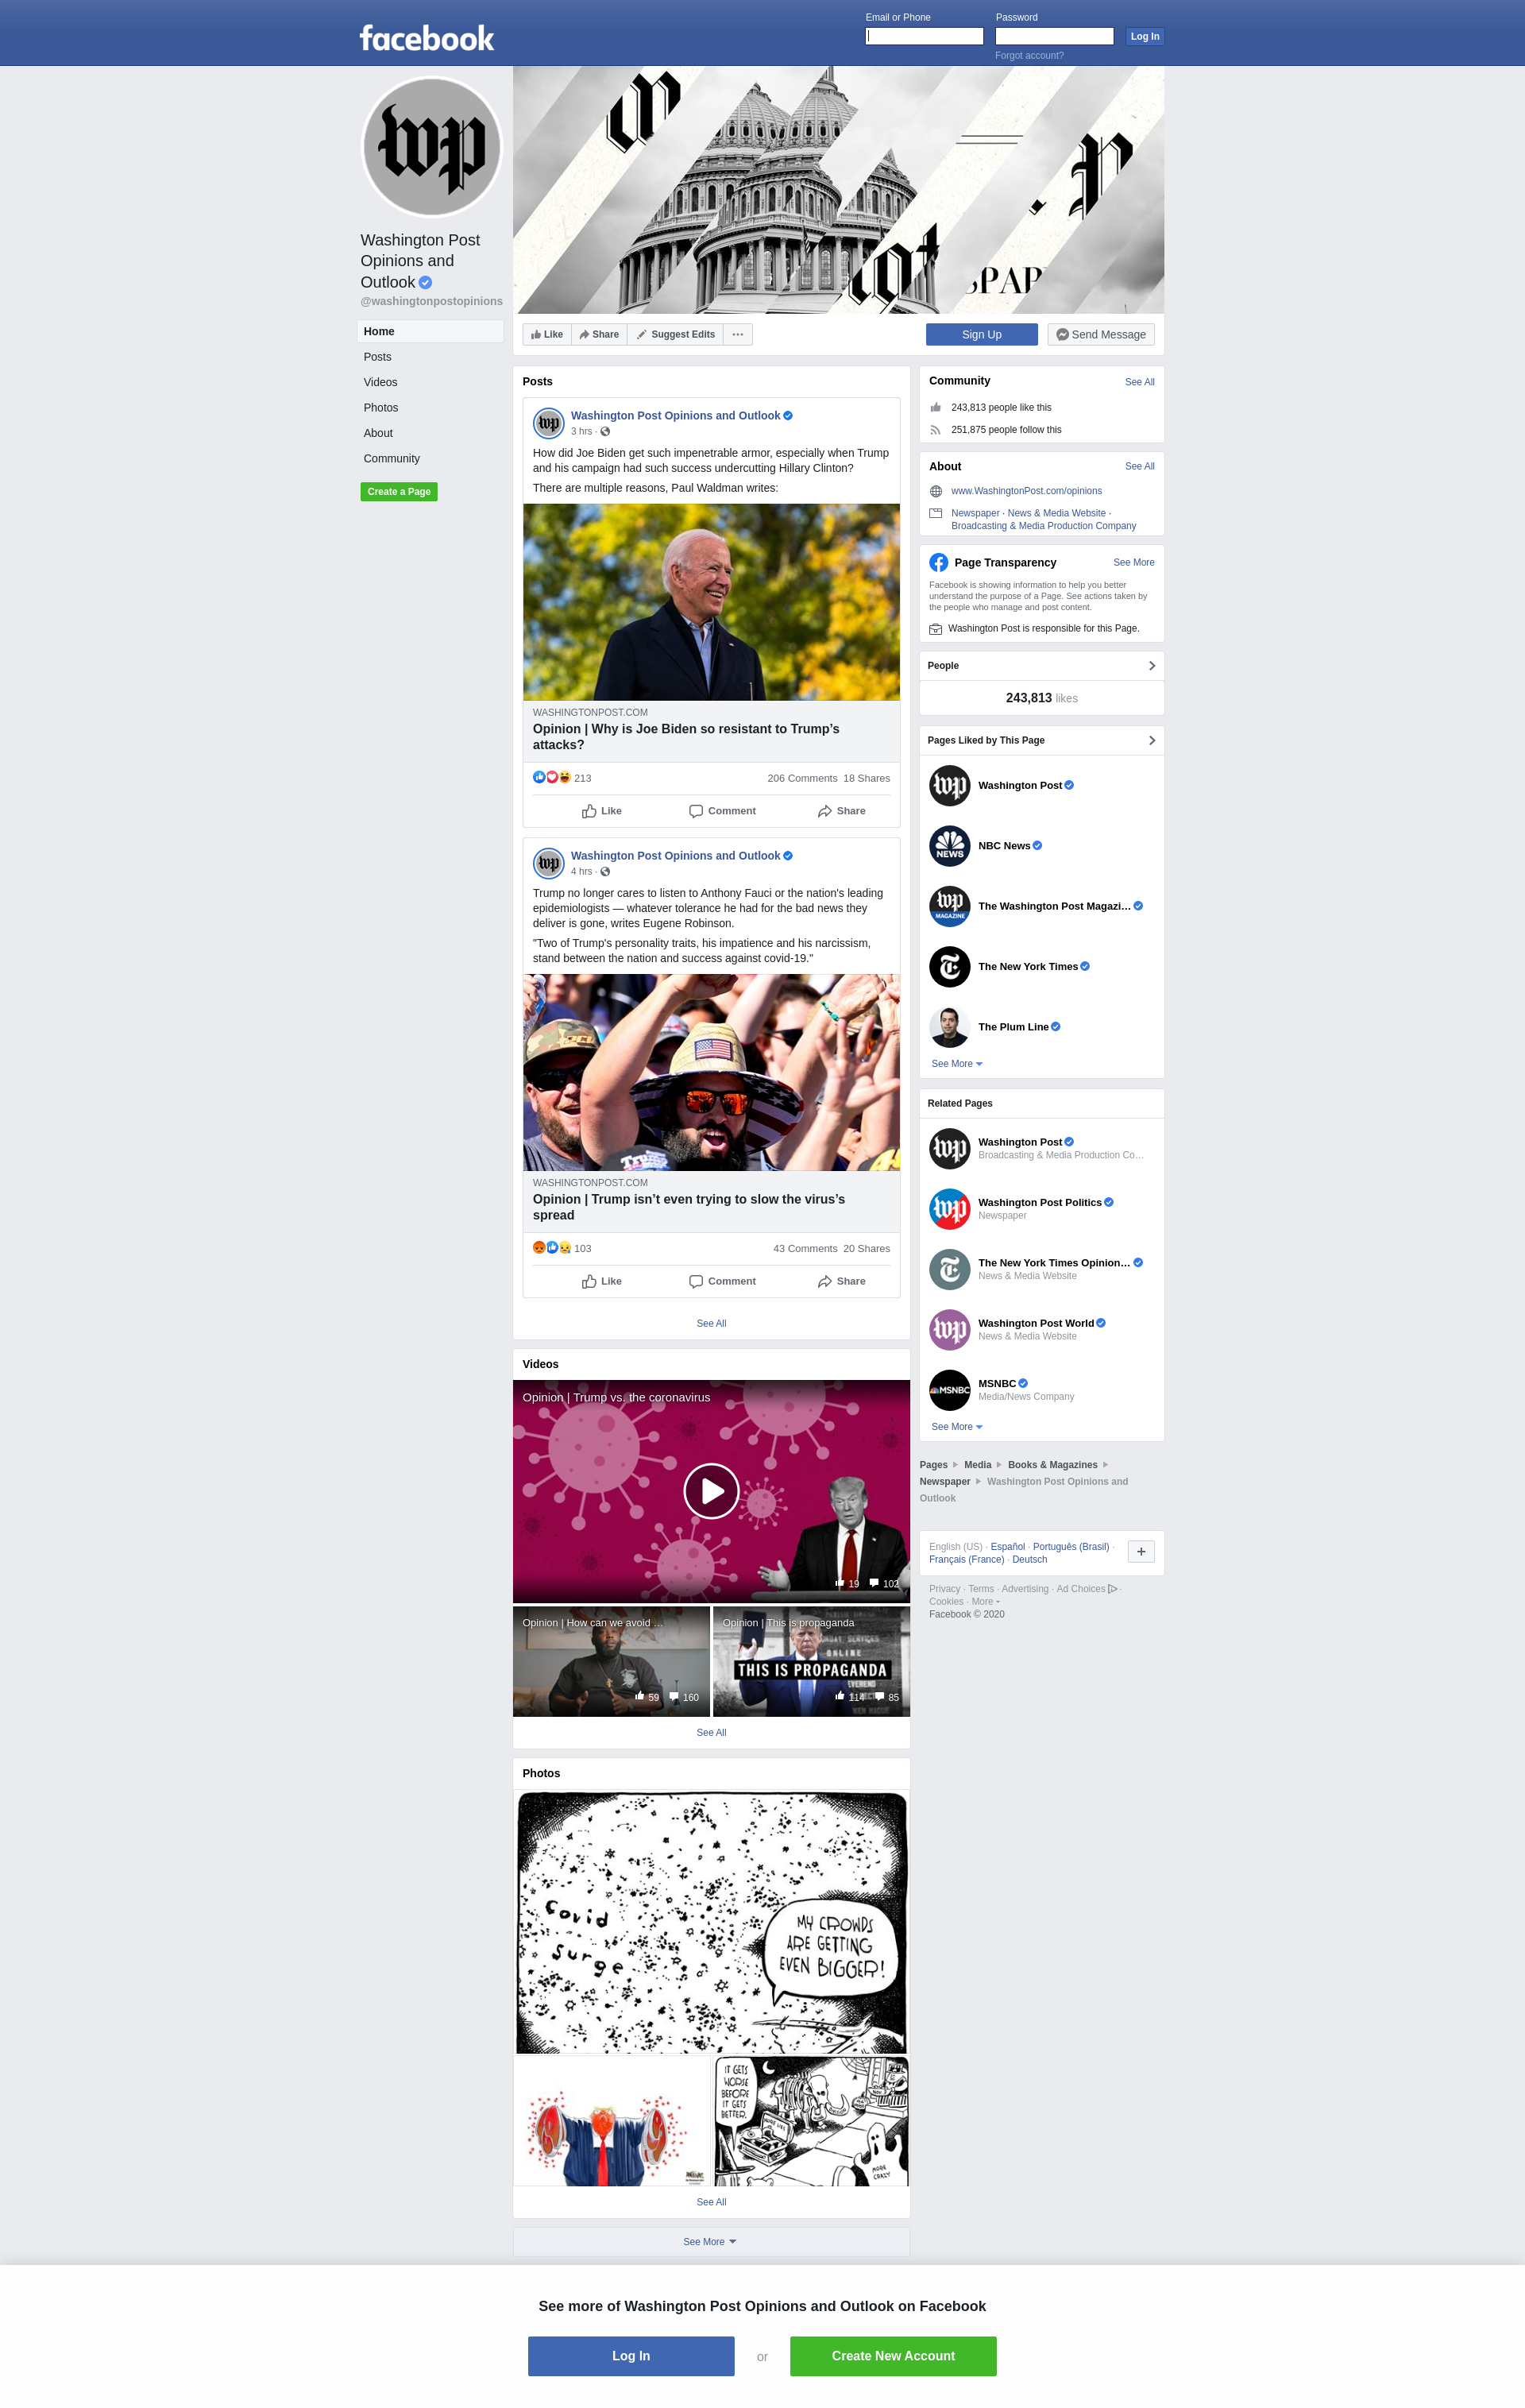 facebook
Email or Phone
Password
Log In
Forgot account?
wp
Washington Post
Opinions and
Outlook
@washingtonpostopinions
Home
Posts
Videos
Photos
About
Community
Create a Page
Like
Share
Suggest Edits
Sign Up
Send Message
Posts
Washington Post Opinions and Outlook
3 hrs ·
How did Joe Biden get such impenetrable armor, especially when Trump
and his campaign had such success undercutting Hillary Clinton?
There are multiple reasons, Paul Waldman writes:
WASHINGTONPOST.COM
Opinion | Why is Joe Biden so resistant to Trump’s
attacks?
213
206 Comments 18 Shares
Like
Comment
Share
Washington Post Opinions and Outlook
4 hrs ·
Trump no longer cares to listen to Anthony Fauci or the nation's leading
epidemiologists — whatever tolerance he had for the bad news they
deliver is gone, writes Eugene Robinson.
"Two of Trump's personality traits, his impatience and his narcissism,
stand between the nation and success against covid-19."
WASHINGTONPOST.COM
Opinion | Trump isn’t even trying to slow the virus’s
spread
103
43 Comments 20 Shares
Like
Comment
Share
See All
Videos
Opinion | Trump vs. the coronavirus
19
102
Opinion | How can we avoid …
59
160
Opinion | This is propaganda
THIS IS PROPAGANDA
114
85
See All
Photos
Covid
Surge
MY CROWDS
ARE GETTING
EVEN BIGGER!
IT GETS
WORSE
BEFORE
IT GETS
BETTER.
MORE
CRAZY
See All
See More
Community
See All
243,813 people like this
251,875 people follow this
About
See All
www.WashingtonPost.com/opinions
Newspaper · News & Media Website ·
Broadcasting & Media Production Company
Page Transparency
See More
Facebook is showing information to help you better
understand the purpose of a Page. See actions taken by
the people who manage and post content.
Washington Post is responsible for this Page.
People
243,813 likes
Pages Liked by This Page
Washington Post
NEWS
NBC News
MAGAZINE
The Washington Post Magazi…
The New York Times
The Plum Line
See More
Related Pages
Washington Post
Broadcasting & Media Production Co…
Washington Post Politics
Newspaper
The New York Times Opinion…
News & Media Website
Washington Post World
News & Media Website
MSNBC
MSNBC
Media/News Company
See More
Pages
Media
Books & Magazines
Newspaper
Washington Post Opinions and
Outlook
English (US) · Español · Português (Brasil) ·
Français (France) · Deutsch
Privacy · Terms · Advertising · Ad Choices ·
Cookies · More
Facebook © 2020
See more of Washington Post Opinions and Outlook on Facebook
Log In
or
Create New Account